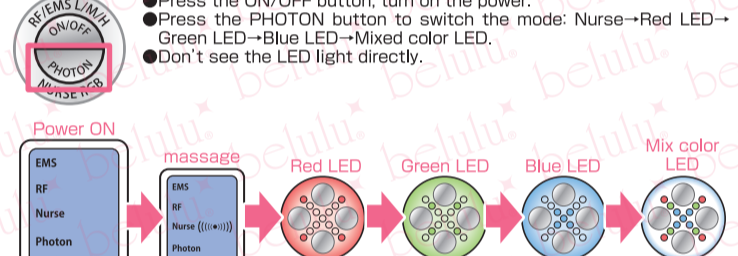 ●Press the ON/OFF button, turn on the power.
●Press the PHOTON button to switch the mode: Nurse→Red LED→
Green LED→Blue LED→Mixed color LED.
●Don't see the LED light directly.
RF/EMS L/M/H
ON/OFF
PHOTON
NURSE RGB
Power ON
massage
Red LED
Green LED
Blue LED
Mix color
LED
EMS
RF
Nurse
Photon
EMS
RF
Nurse ((((●))))
Photon
belulu.